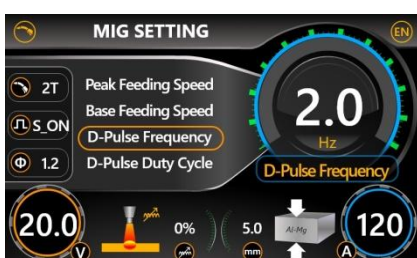 MIG SETTING
EN
2T
Peak Feeding Speed
S_ON
Base Feeding Speed
D-Pulse Frequency
1.2
D-Pulse Duty Cycle
2.0
Hz
D-Pulse Frequency
20.0
V
0%
5.0
mm
Al-Mg
120
A